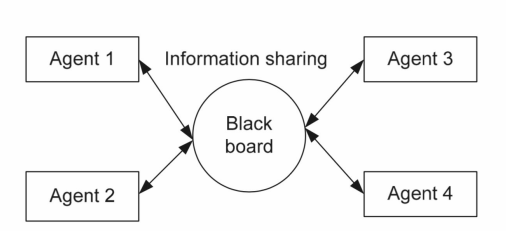 Agent 1
Information sharing
Agent 3
Black
board
Agent 2
Agent 4